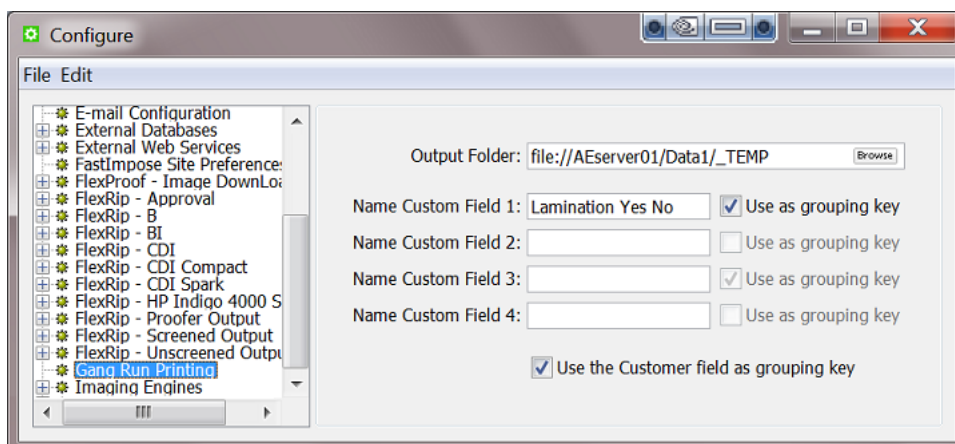 Configure
File Edit
E-mail Configuration
External Databases
External Web Services
FastImpose Site Preferences
FlexProof - Image DownLoa
FlexRip - Approval
FlexRip - B
FlexRip - BI
FlexRip - CDI
FlexRip - CDI Compact
FlexRip - CDI Spark
FlexRip - HP Indigo 4000 S
FlexRip - Proofer Output
FlexRip - Screened Output
FlexRip - Unscreened Outpu
Gang Run Printing
Imaging Engines
Output Folder: file://AEserver01/Data1/_TEMP Browse
Name Custom Field 1: Lamination Yes No Use as grouping key
Name Custom Field 2: Use as grouping key
Name Custom Field 3: Use as grouping key
Name Custom Field 4: Use as grouping key
Use the Customer field as grouping key